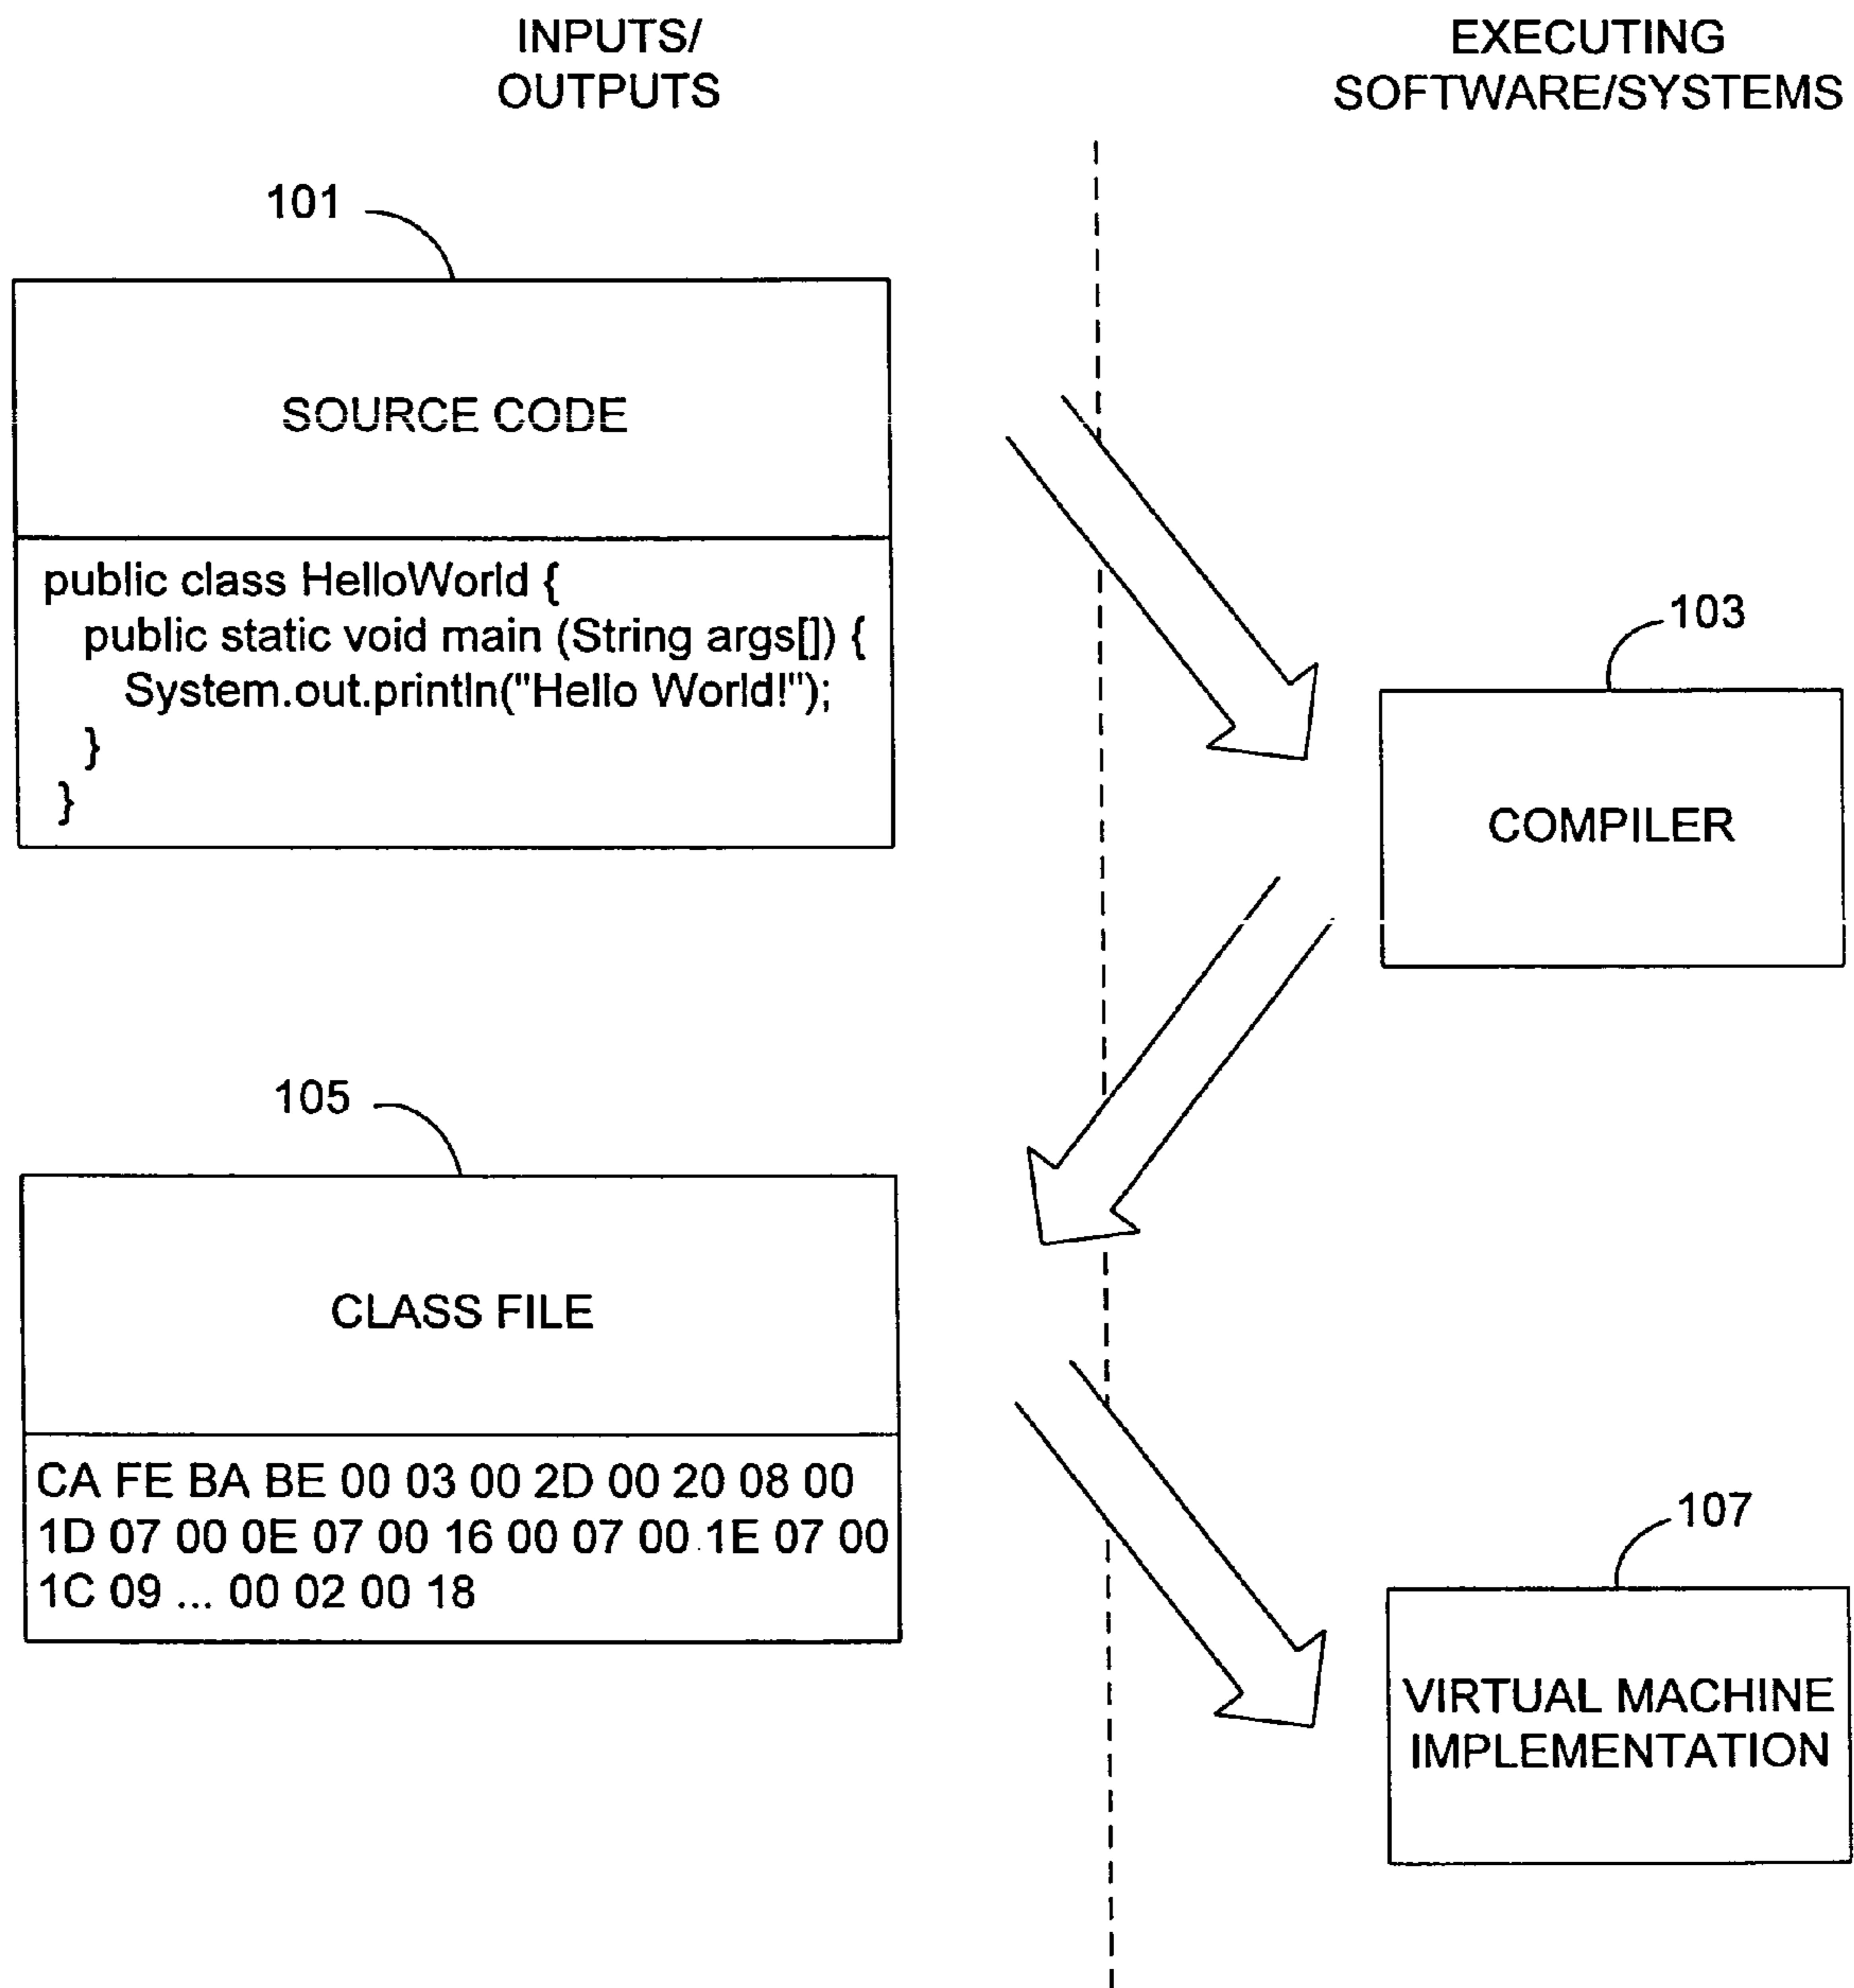 INPUTS/
OUTPUTS
EXECUTING
SOFTWARE/SYSTEMS
101
SOURCE CODE
public class HelloWorld {
public static void main (String args[]) {
System.out.println("Hello World!");
}
}
103
COMPILER
105
CLASS FILE
CA FE BA BE 00 03 00 2D 00 20 08 00
1D 07 00 0E 07 00 16 00 07 00 1E 07 00
1C 09 ... 00 02 00 18
107
VIRTUAL MACHINE
IMPLEMENTATION